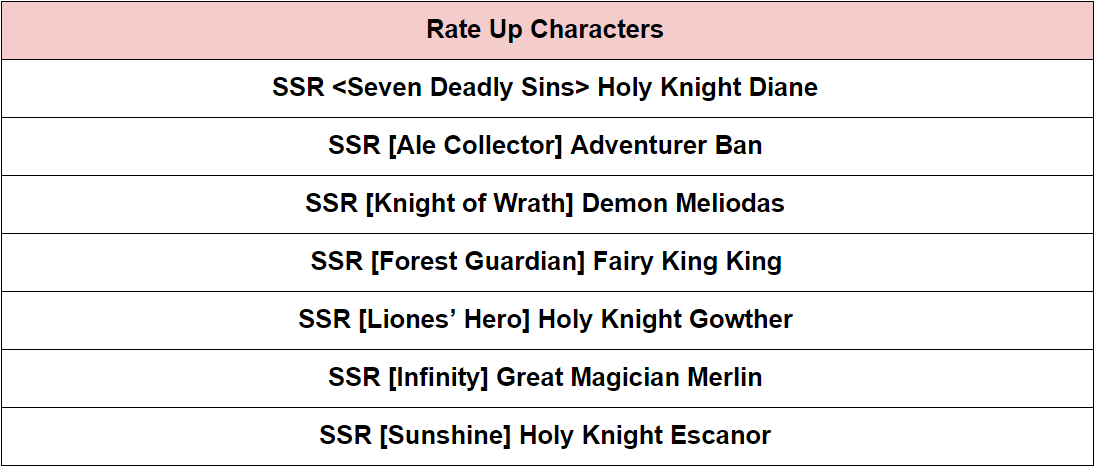 Rate Up Characters
SSR <Seven Deadly Sins> Holy Knight Diane
SSR [Ale Collector] Adventurer Ban
SSR [Knight of Wrath] Demon Meliodas
SSR [Forest Guardian] Fairy King King
SSR [Liones’ Hero] Holy Knight Gowther
SSR [Infinity] Great Magician Merlin
SSR [Sunshine] Holy Knight Escanor